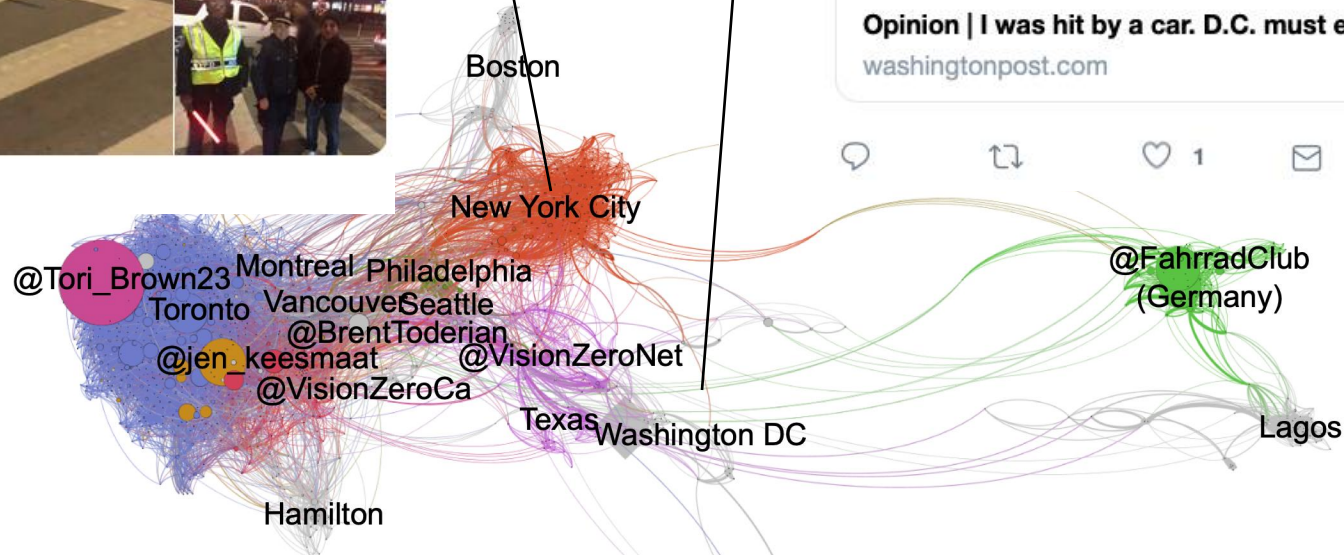 Opinion | I was hit by a car. D.C. must e
washingtonpost.com
1
Boston
New York City
@FahrradClub
(Germany)
@Tori_Brown23
Montreal
Philadelphia
Toronto
Vancouver
Seattle
@BrentToderian
@jen_keesmaat
@VisionZeroNet
@VisionZeroCa
Texas
Washington DC
Lagos
Hamilton